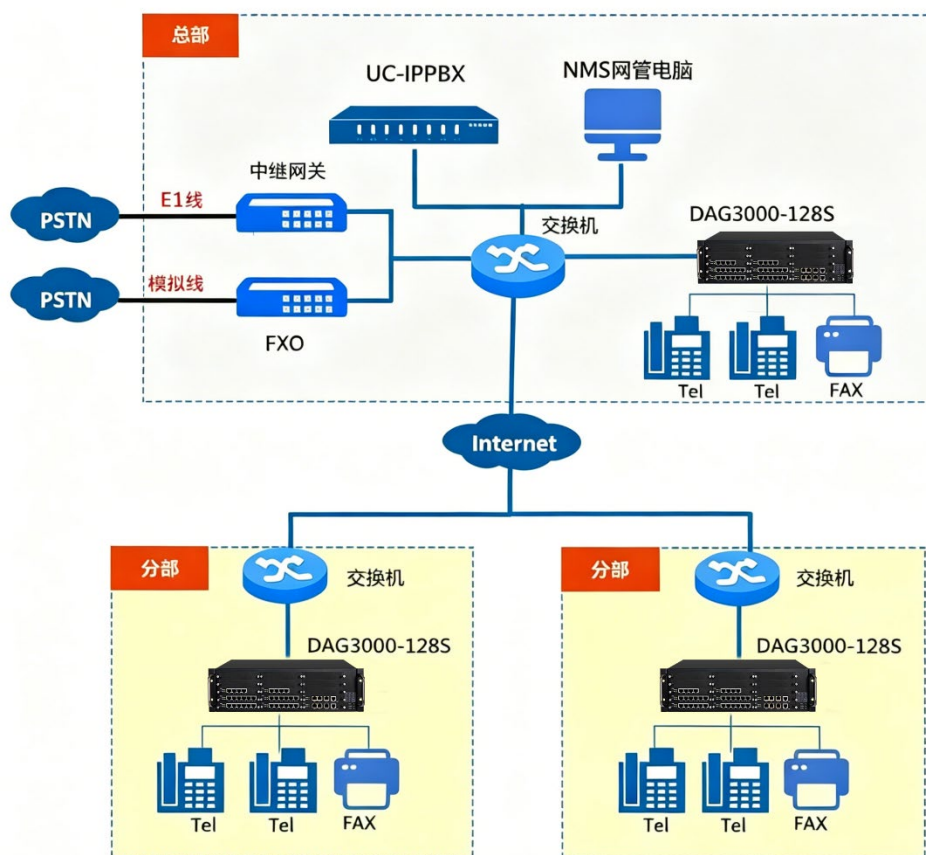 总部
UC-IPPBX
NMS网管电脑
中继网关
E1线
PSTN
交换机
DAG3000-128S
模拟线
PSTN
FXO
Tel
Tel
FAX
Internet
分部
交换机
DAG3000-128S
Tel
Tel
FAX
分部
交换机
DAG3000-128S
Tel
Tel
FAX